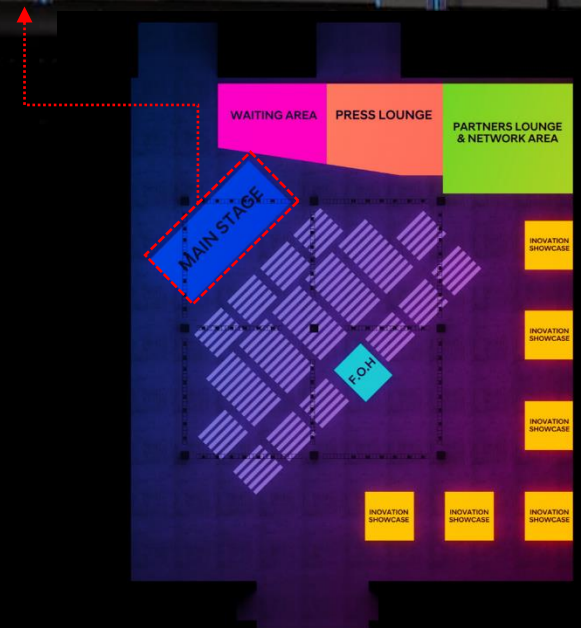 WAITING AREA
PRESS LOUNGE
PARTNERS LOUNGE
& NETWORK AREA
MAIN STAGE
INOVATION
SHOWCASE
INOVATION
SHOWCASE
F.O.H
INOVATION
SHOWCASE
INOVATION
SHOWCASE
INOVATION
SHOWCASE
INOVATION
SHOWCASE